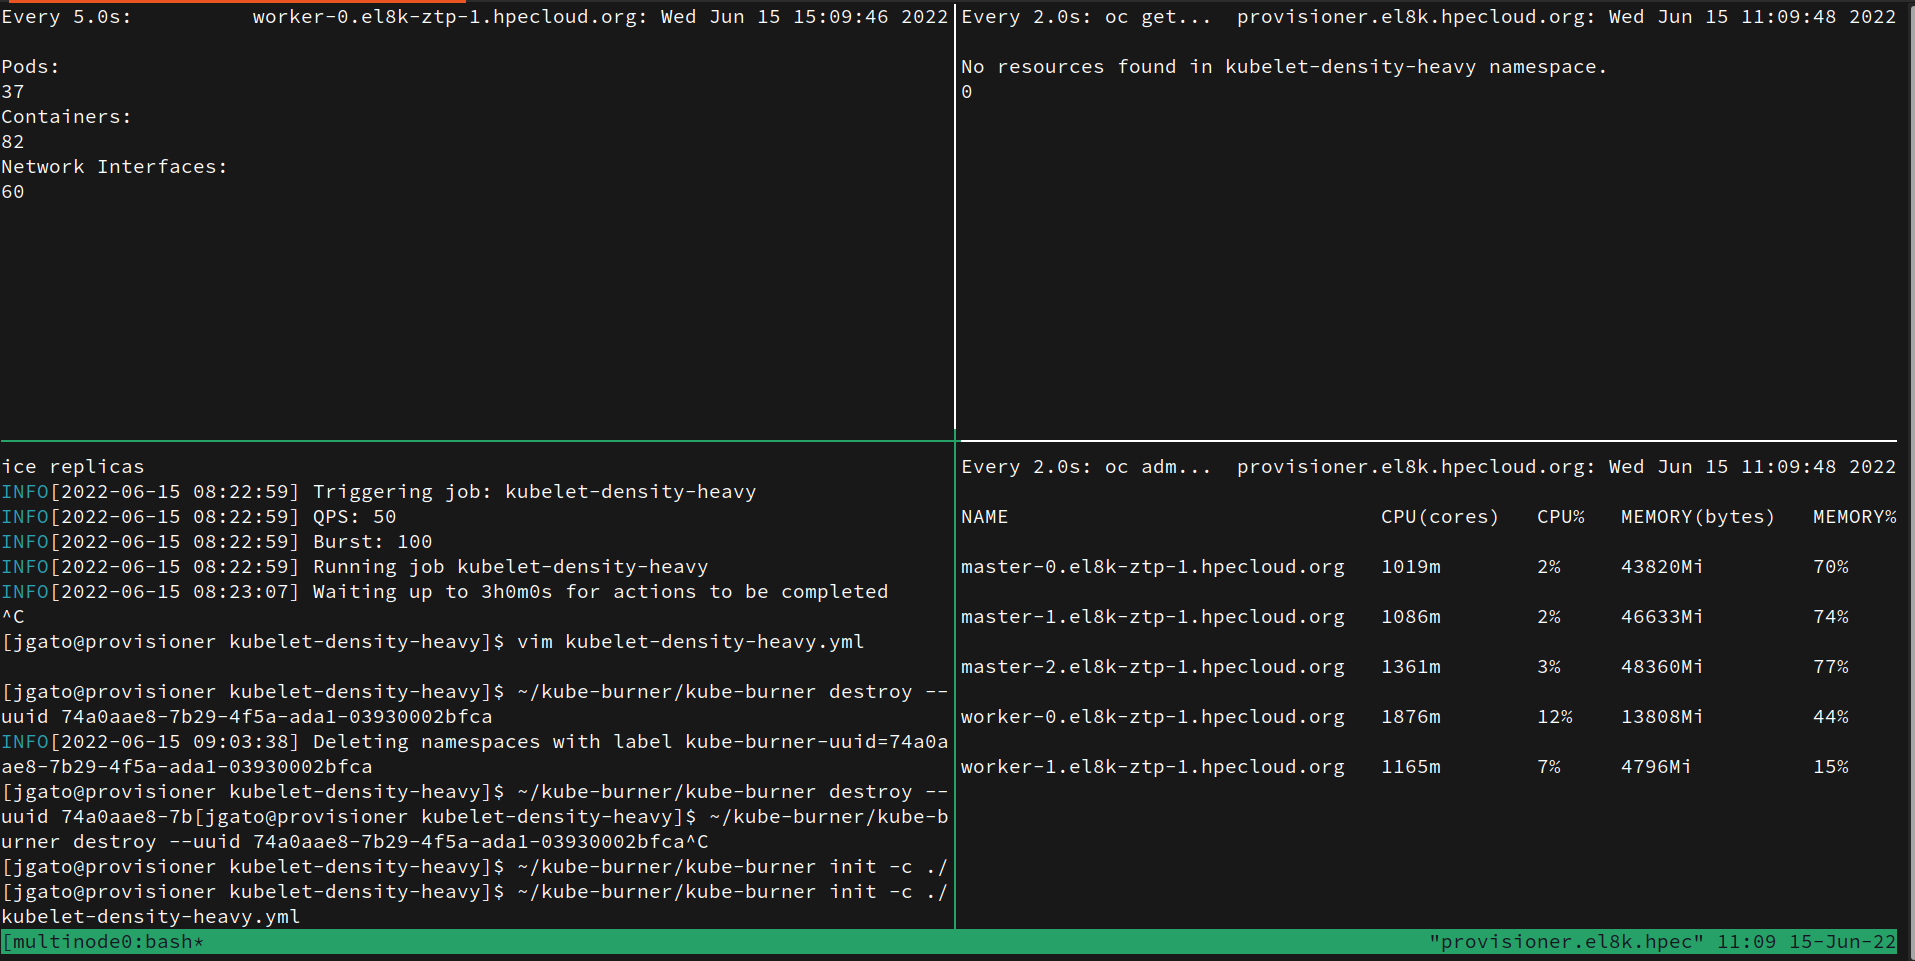 Every 5.0s:          worker-0.el8k-ztp-1.hpecloud.org: Wed Jun 15 15:09:46 2022
Pods:
37
Containers:
82
Network Interfaces:
60
Every 2.0s: oc get...  provisioner.el8k.hpecloud.org: Wed Jun 15 11:09:48 2022
No resources found in kubelet-density-heavy namespace.
0
ice replicas
INFO[2022-06-15 08:22:59] Triggering job: kubelet-density-heavy
INFO[2022-06-15 08:22:59] QPS: 50
INFO[2022-06-15 08:22:59] Burst: 100
INFO[2022-06-15 08:22:59] Running job kubelet-density-heavy
INFO[2022-06-15 08:23:07] Waiting up to 3h0m0s for actions to be completed
^C
[jgato@provisioner kubelet-density-heavy]$ vim kubelet-density-heavy.yml
[jgato@provisioner kubelet-density-heavy]$ ~/kube-burner/kube-burner destroy --
uuid 74a0aae8-7b29-4f5a-ada1-03930002bfca
INFO[2022-06-15 09:03:38] Deleting namespaces with label kube-burner-uuid=74a0a
ae8-7b29-4f5a-ada1-03930002bfca
[jgato@provisioner kubelet-density-heavy]$ ~/kube-burner/kube-burner destroy --
uuid 74a0aae8-7b[jgato@provisioner kubelet-density-heavy]$ ~/kube-burner/kube-b
urner destroy --uuid 74a0aae8-7b29-4f5a-ada1-03930002bfca^C
[jgato@provisioner kubelet-density-heavy]$ ~/kube-burner/kube-burner init -c ./
[jgato@provisioner kubelet-density-heavy]$ ~/kube-burner/kube-burner init -c ./
kubelet-density-heavy.yml
Every 2.0s: oc adm...  provisioner.el8k.hpecloud.org: Wed Jun 15 11:09:48 2022
NAME                               CPU(cores)   CPU%   MEMORY(bytes)   MEMORY%
master-0.el8k-ztp-1.hpecloud.org   1019m        2%     43820Mi         70%
master-1.el8k-ztp-1.hpecloud.org   1086m        2%     46633Mi         74%
master-2.el8k-ztp-1.hpecloud.org   1361m        3%     48360Mi         77%
worker-0.el8k-ztp-1.hpecloud.org   1876m        12%    13808Mi         44%
worker-1.el8k-ztp-1.hpecloud.org   1165m        7%     4796Mi          15%
[multinode0:bash*          "provisioner.el8k.hpec" 11:09 15-Jun-22